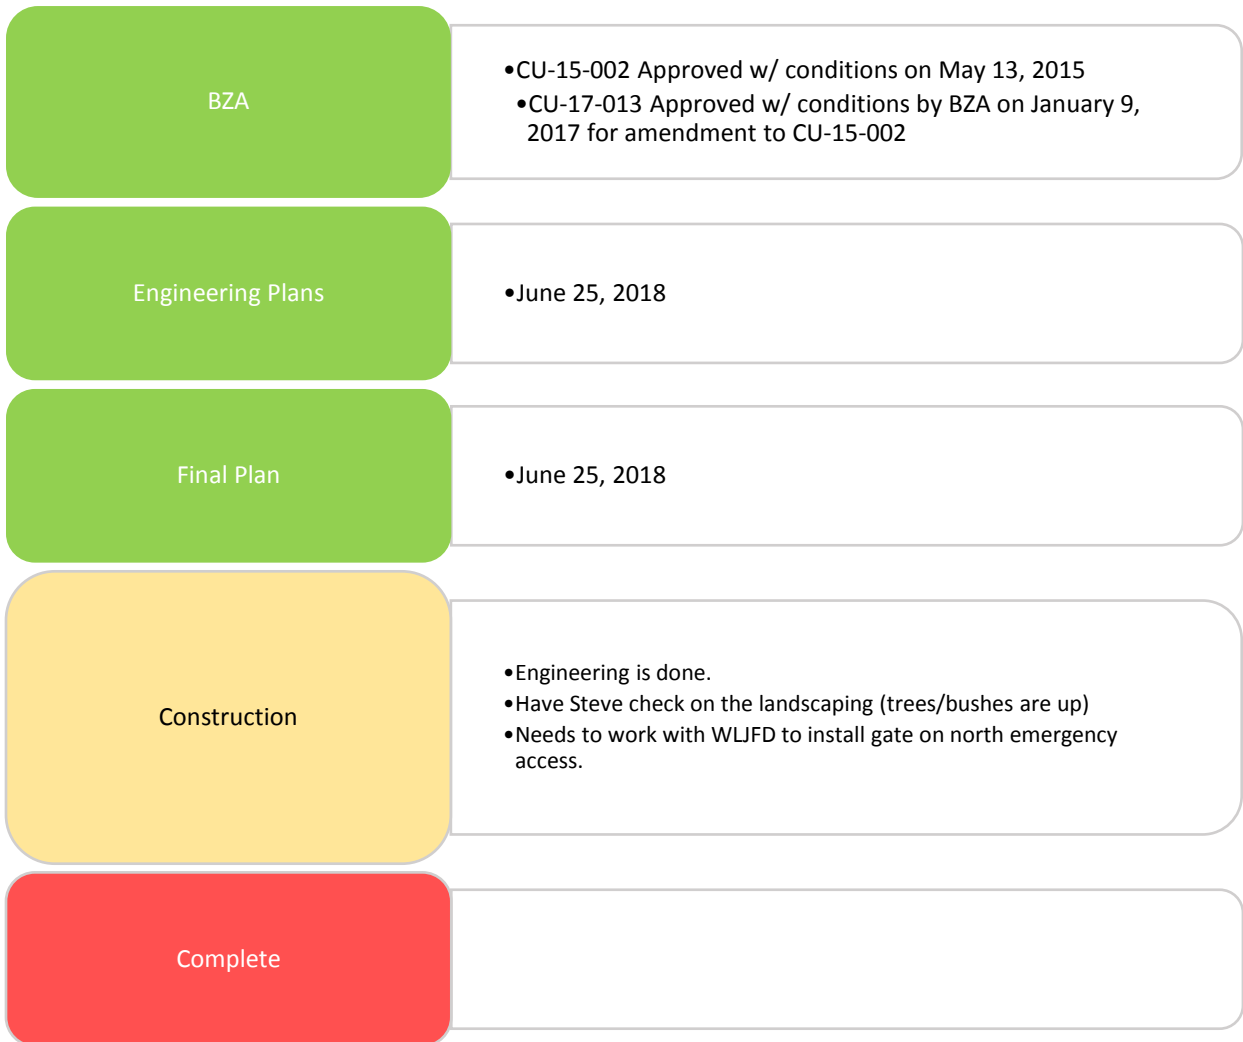 BZA
•CU-15-002 Approved w/ conditions on May 13, 2015
•CU-17-013 Approved w/ conditions by BZA on January 9,
2017 for amendment to CU-15-002
Engineering Plans
•June 25, 2018
Final Plan
•June 25, 2018
Construction
•Engineering is done.
•Have Steve check on the landscaping (trees/bushes are up)
•Needs to work with WLJFD to install gate on north emergency
access.
Complete